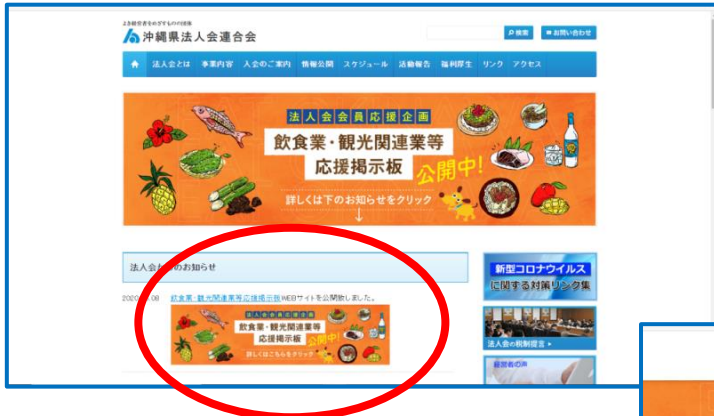 よき経営者をめざすものの団体
沖縄県法人会連合会
検索
お問い合わせ
法人会とは 事業内容 入会のご案内 情報公開 スケジュール 活動報告 福利厚生 リンク アクセス
法人会会員応援企画
飲食業・観光関連業等
応援掲示板
公開中!
詳しくは下のお知らせをクリック
法人会
のお知らせ
新型コロナウイルス
に関する対策リンク集
飲食業・観光関連業等応援掲示板WEBサイトを公開致しました。
法人会会員応援企画
飲食業・観光関連業等
応援掲示板
公開中!
詳しくはこちらをクリック
法人会の税制提言